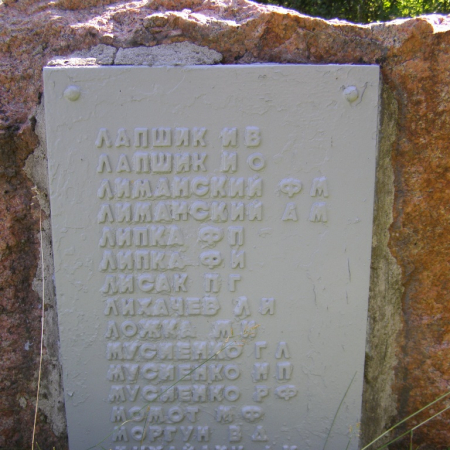 ЛАПШИК И В
ЛАПШИК И О
ЛИМАНСКИЙ Ф М
ЛИМАНСКИЙ А М
ЛИПКА Ф П
ЛИПКА Ф И
ЛИСАК П Г
ЛИХАЧЕВ И Я
ЛОЖКА М И
МУСИЕНКО Г Л
МУСИЕНКО Н П
МУСИЕНКО Р Ф
МОМОТ М Ф
МОРГУН В Д